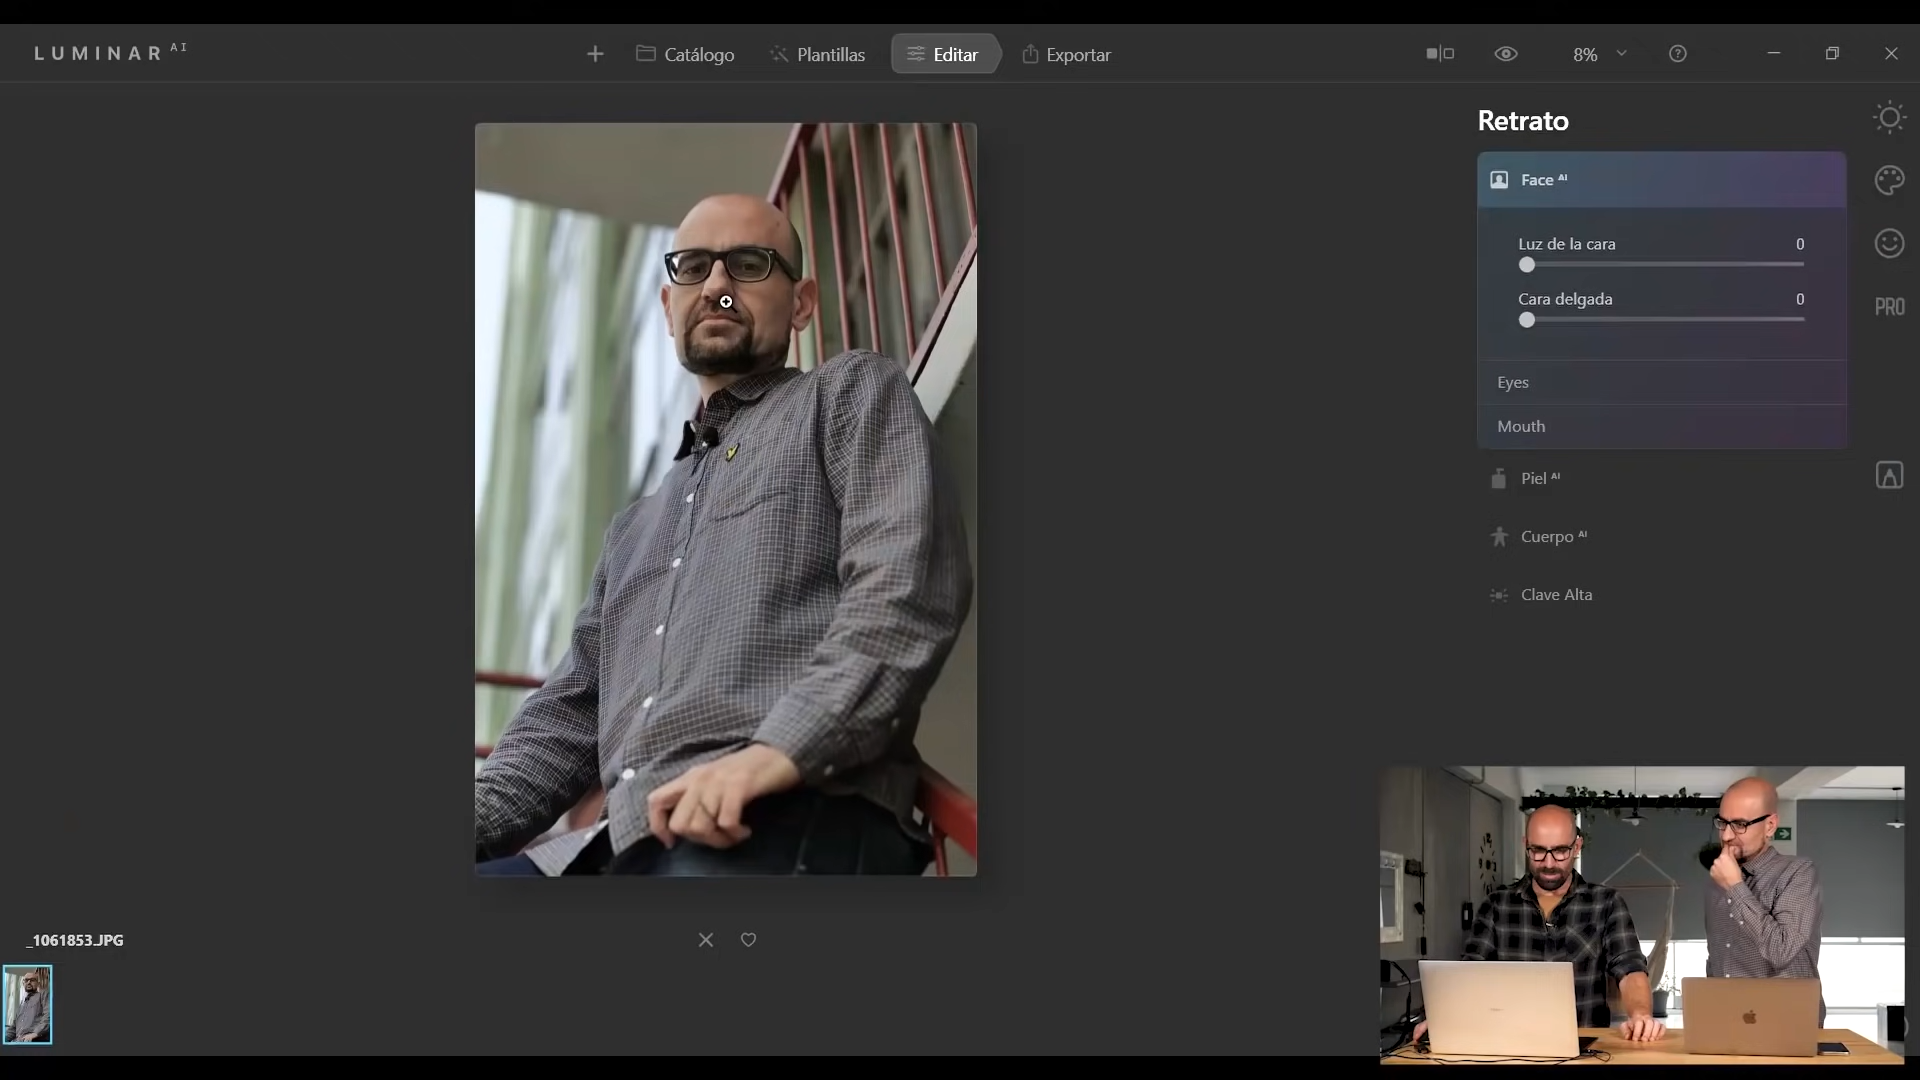 LUMINAR AI
Catálogo
Plantillas
Editar
Exportar
8%
Retrato
Face AI
Luz de la cara 0
Cara delgada 0
Eyes
Mouth
Piel AI
Cuerpo AI
Clave Alta
PRO
_1061853.JPG